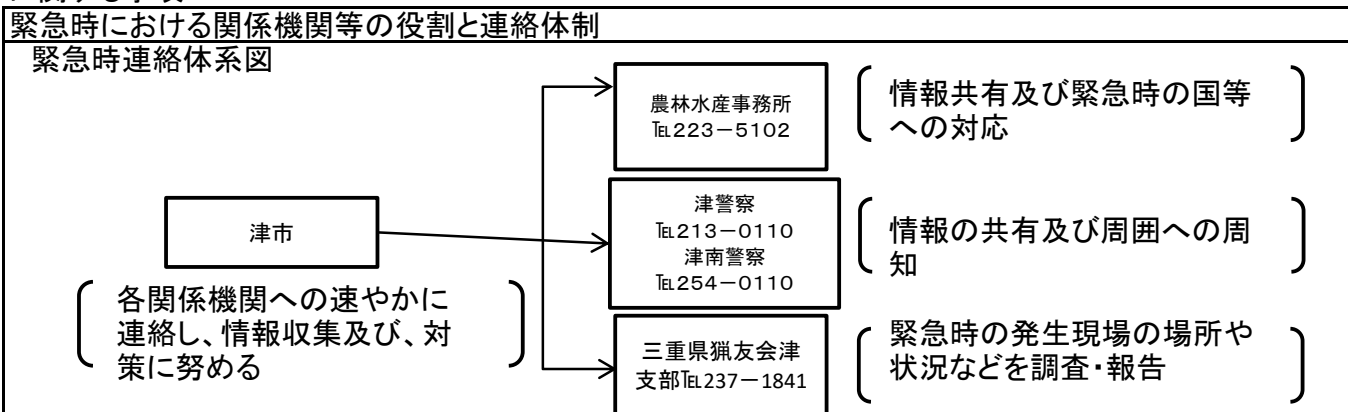 緊急時における関係機関等の役割と連絡体制
緊急時連絡体系図
農林水産事務所
℡223－5102
情報共有及び緊急時の国等
への対応
津市
各関係機関への速やかに
連絡し、情報収集及び、対
策に努める
津警察
℡213－0110
津南警察
℡254－0110
情報の共有及び周囲への周
知
三重県猟友会津
支部℡237－1841
緊急時の発生現場の場所や
状況などを調査・報告